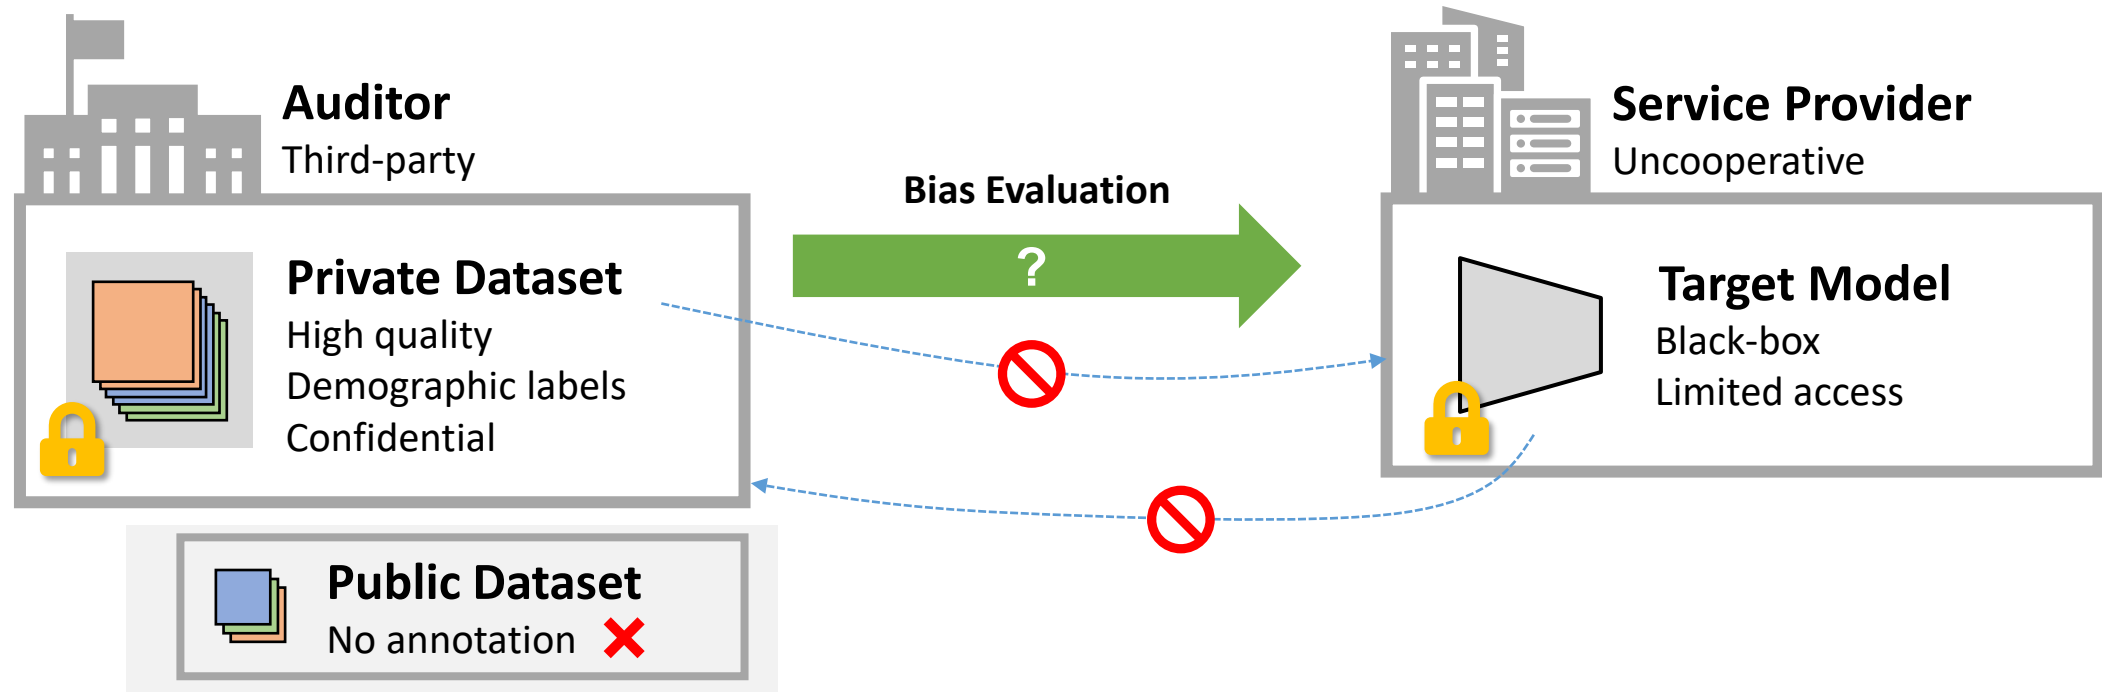 Auditor
Third-party
Private Dataset
High quality
Demographic labels
Confidential
Public Dataset
No annotation
Bias Evaluation
?
Service Provider
Uncooperative
Target Model
Black-box
Limited access